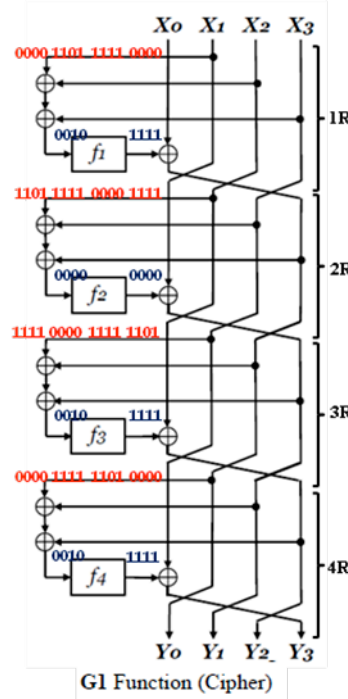 X0 X1 X2 X3
0000 1101 1111 0000
0010 1111
f1
1R
1101 1111 0000 1111
0000 0000
f2
2R
1111 0000 1111 1101
0010 1111
f3
3R
0000 1111 1101 0000
0010 1111
f4
4R
Y0 Y1 Y2_ Y3
G1 Function (Cipher)